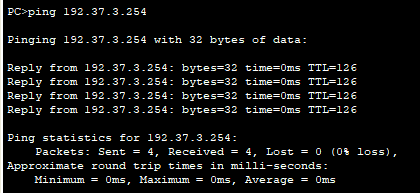 PC>ping 192.37.3.254
Pinging 192.37.3.254 with 32 bytes of data:
Reply from 192.37.3.254: bytes=32 time=0ms TTL=126
Reply from 192.37.3.254: bytes=32 time=0ms TTL=126
Reply from 192.37.3.254: bytes=32 time=0ms TTL=126
Reply from 192.37.3.254: bytes=32 time=0ms TTL=126
Ping statistics for 192.37.3.254:
Packets: Sent = 4, Received = 4, Lost = 0 (0% loss),
Approximate round trip times in milli-seconds:
Minimum = 0ms, Maximum = 0ms, Average = 0ms